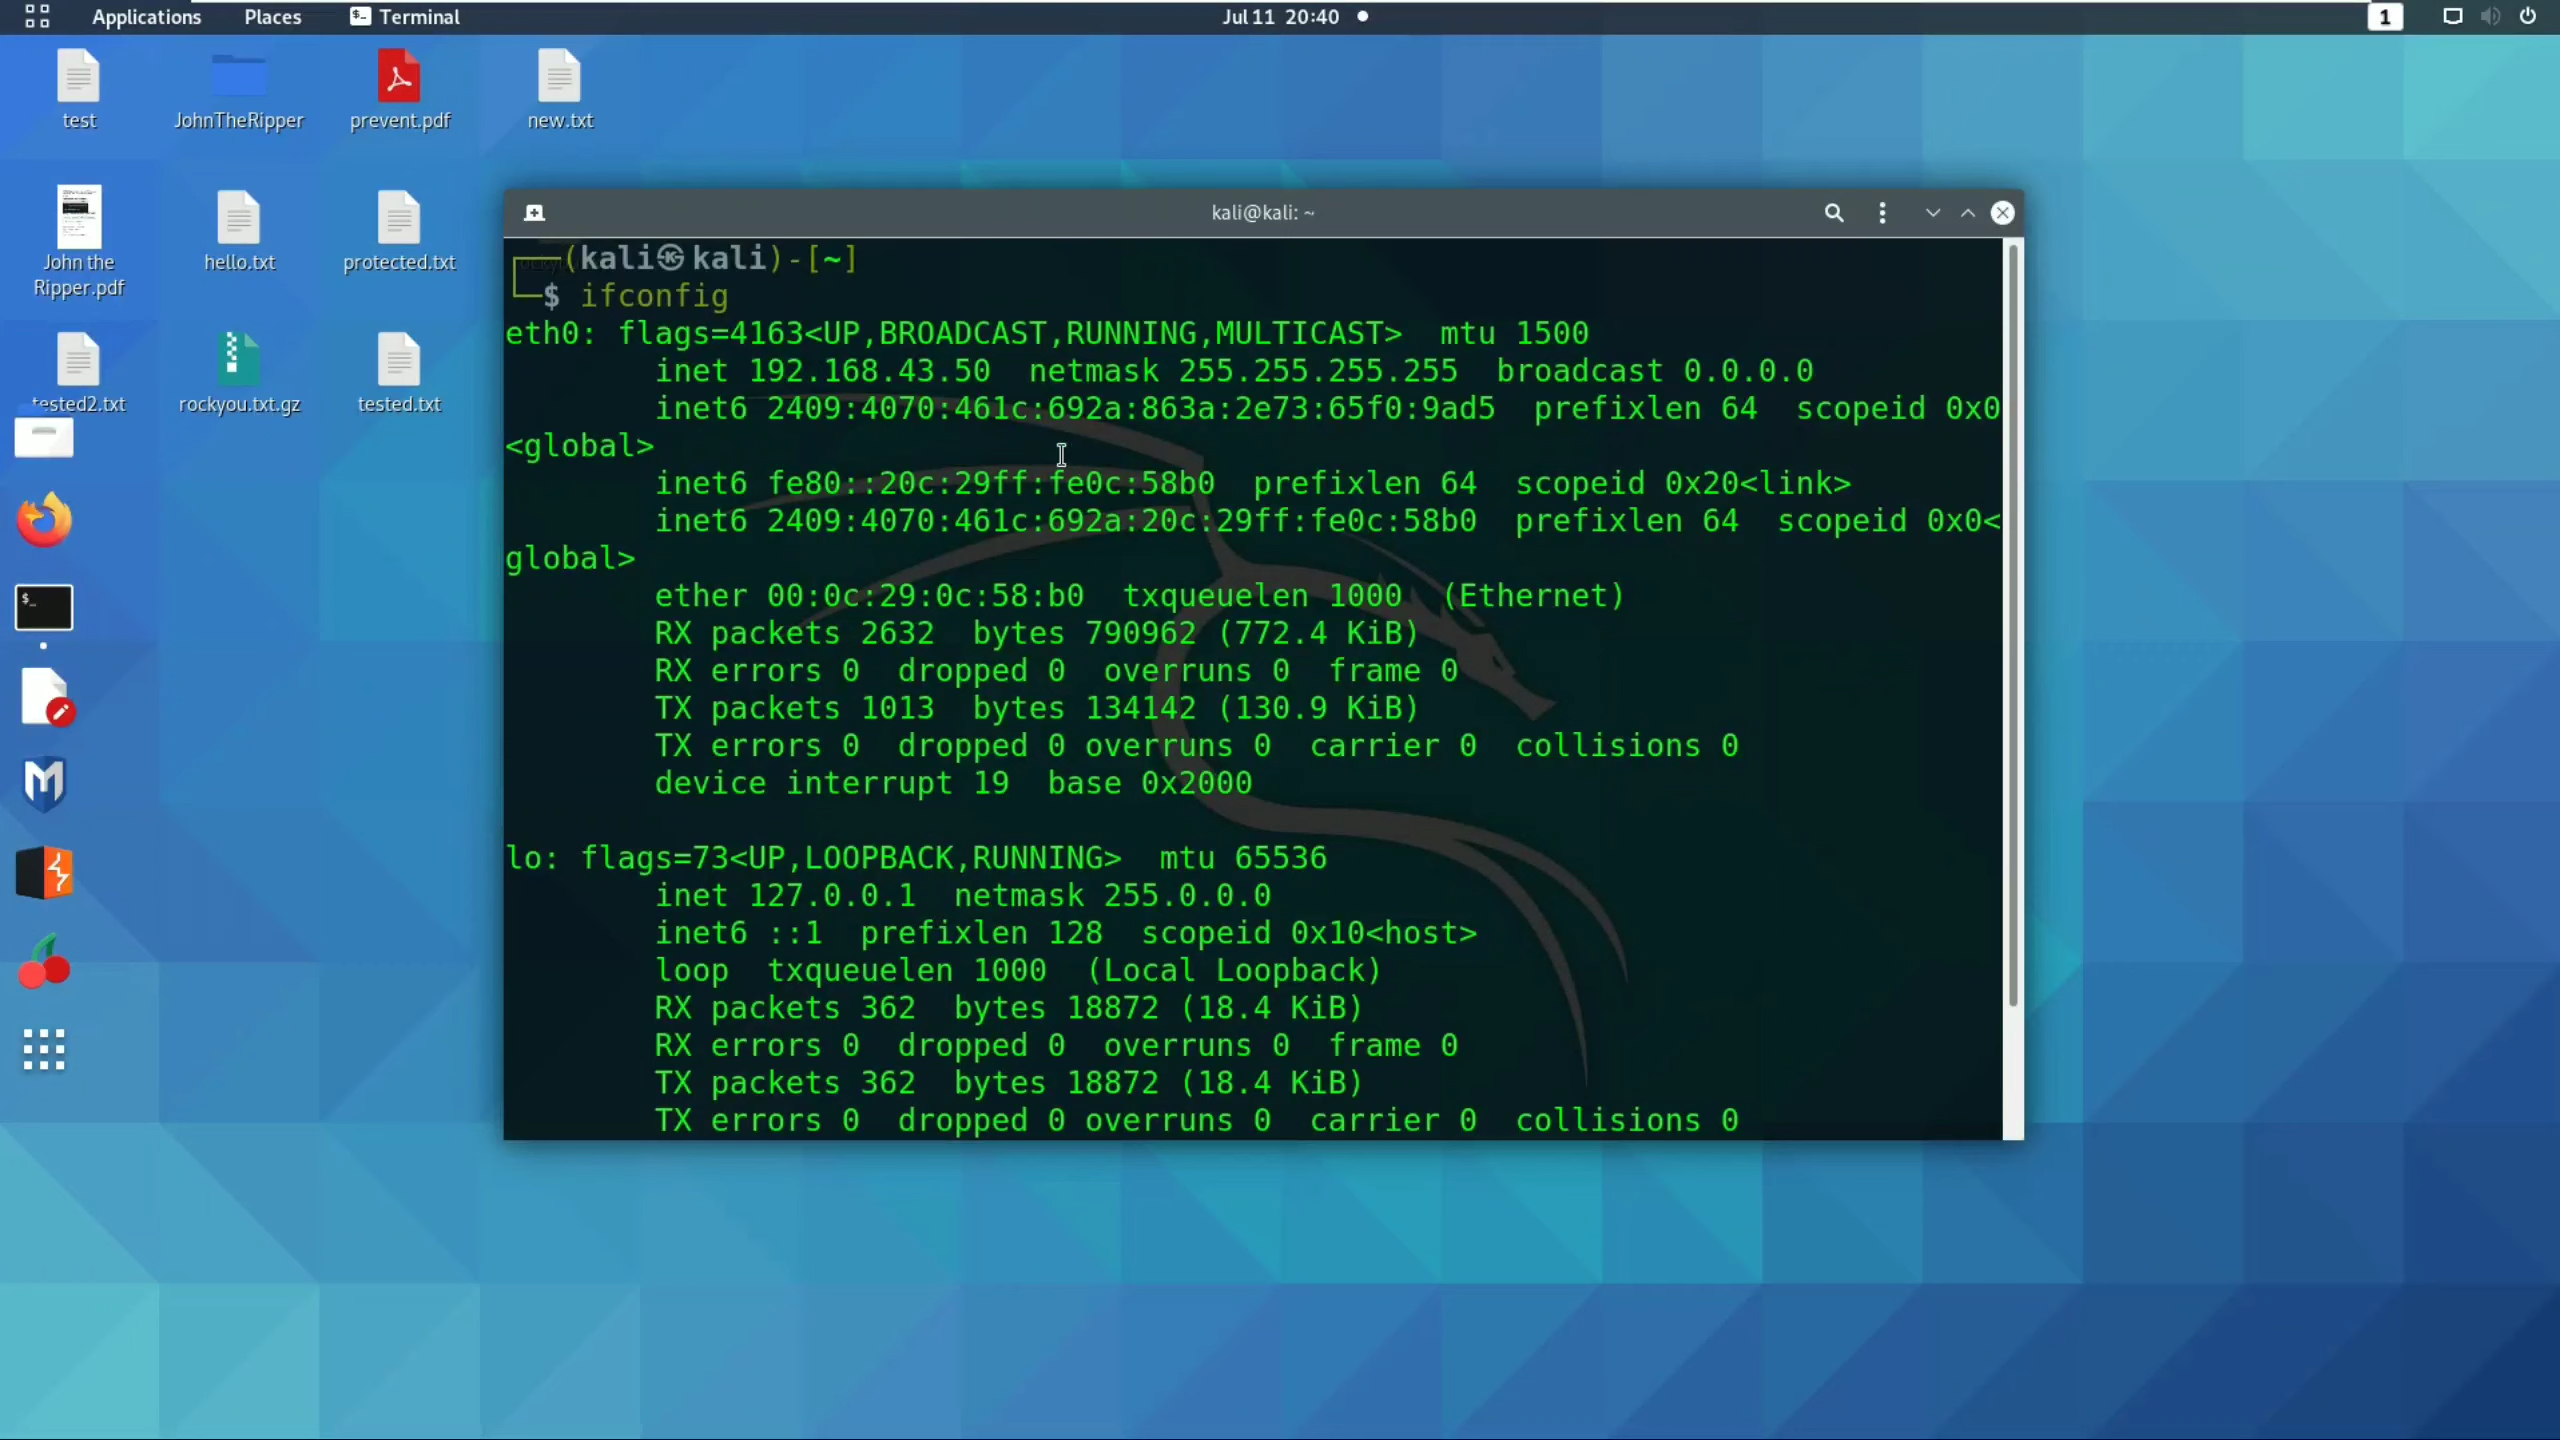 Applications Places Terminal Jul 11 20:40 1
test JohnTheRipper prevent.pdf new.txt
John the
Ripper.pdf
hello.txt protected.txt
tested2.txt rockyou.txt.gz tested.txt
kali@kali: ~
(kali㉿kali)-[~]
$ ifconfig
eth0: flags=4163<UP,BROADCAST,RUNNING,MULTICAST>  mtu 1500
inet 192.168.43.50  netmask 255.255.255.255  broadcast 0.0.0.0
inet6 2409:4070:461c:692a:863a:2e73:65f0:9ad5  prefixlen 64  scopeid 0x0
<global>
inet6 fe80::20c:29ff:fe0c:58b0  prefixlen 64  scopeid 0x20<link>
inet6 2409:4070:461c:692a:20c:29ff:fe0c:58b0  prefixlen 64  scopeid 0x0<
global>
ether 00:0c:29:0c:58:b0  txqueuelen 1000  (Ethernet)
RX packets 2632  bytes 790962 (772.4 KiB)
RX errors 0  dropped 0  overruns 0  frame 0
TX packets 1013  bytes 134142 (130.9 KiB)
TX errors 0  dropped 0 overruns 0  carrier 0  collisions 0
device interrupt 19  base 0x2000
lo: flags=73<UP,LOOPBACK,RUNNING>  mtu 65536
inet 127.0.0.1  netmask 255.0.0.0
inet6 ::1  prefixlen 128  scopeid 0x10<host>
loop  txqueuelen 1000  (Local Loopback)
RX packets 362  bytes 18872 (18.4 KiB)
RX errors 0  dropped 0  overruns 0  frame 0
TX packets 362  bytes 18872 (18.4 KiB)
TX errors 0  dropped 0 overruns 0  carrier 0  collisions 0